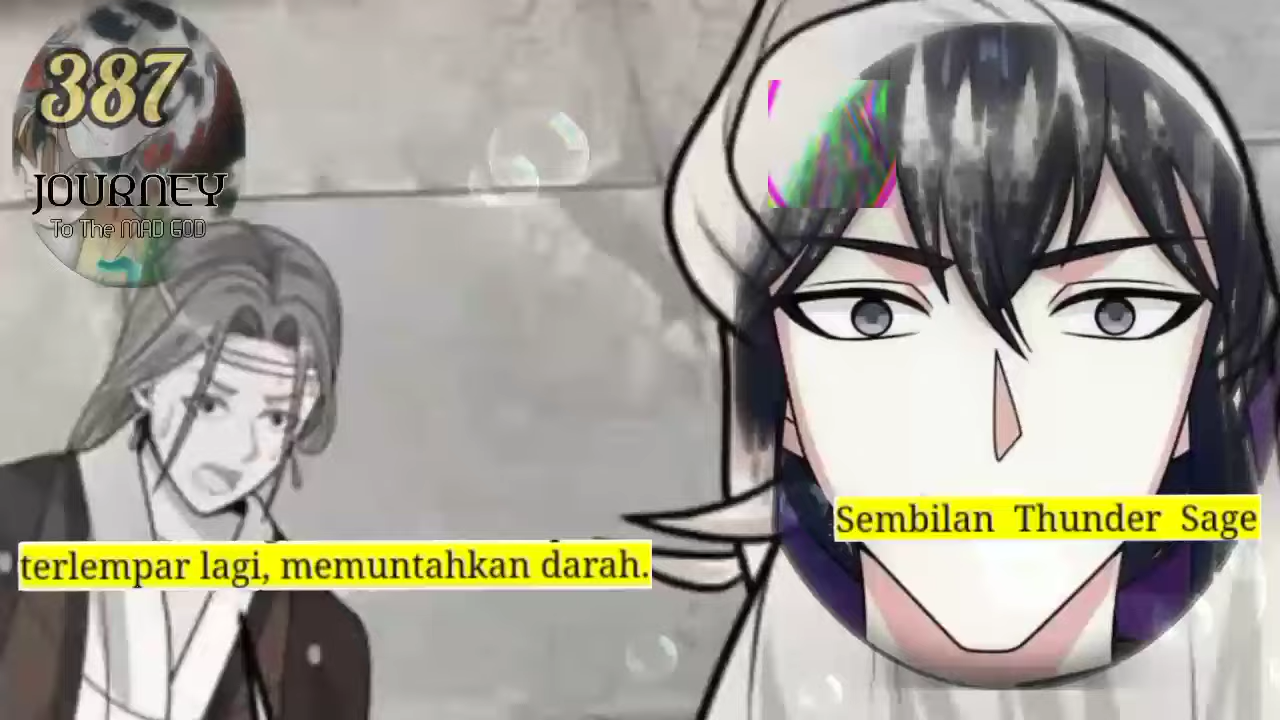 387
JOURNEY
To The MAD GOD
Sembilan Thunder Sage
terlempar lagi, memuntahkan darah.